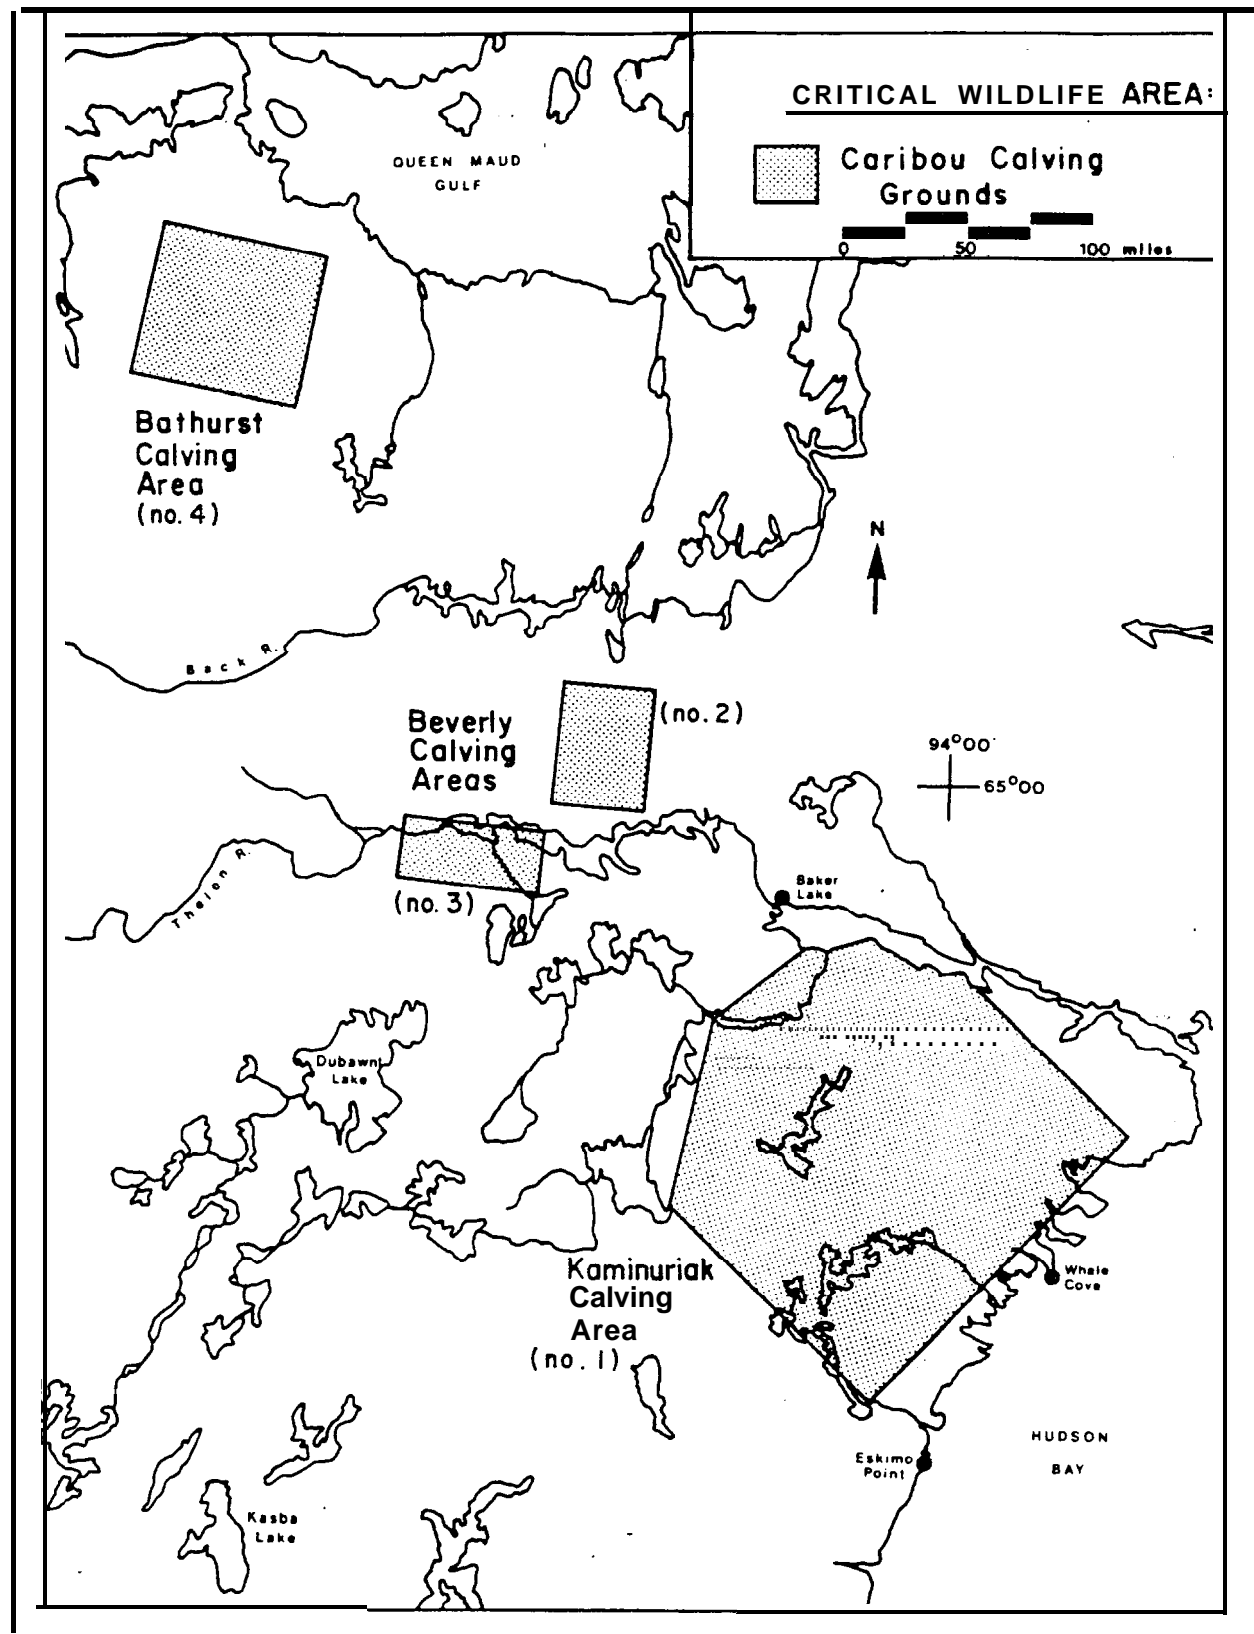 CRITICAL WILDLIFE AREA:
Caribou Calving
Grounds
0 50 100 miles
QUEEN MAUD
GULF
Bathurst
Calving
Area
(no. 4)
N
Back R.
Beverly
Calving
Areas
(no. 2)
94°00'
65°00
Thelon R.
(no. 3)
Baker
Lake
Dubawnt
Lake
Kaminuriak
Calving
Area
(no. 1)
Whale
Cove
Eskimo
Point
HUDSON
BAY
Kasba
Lake